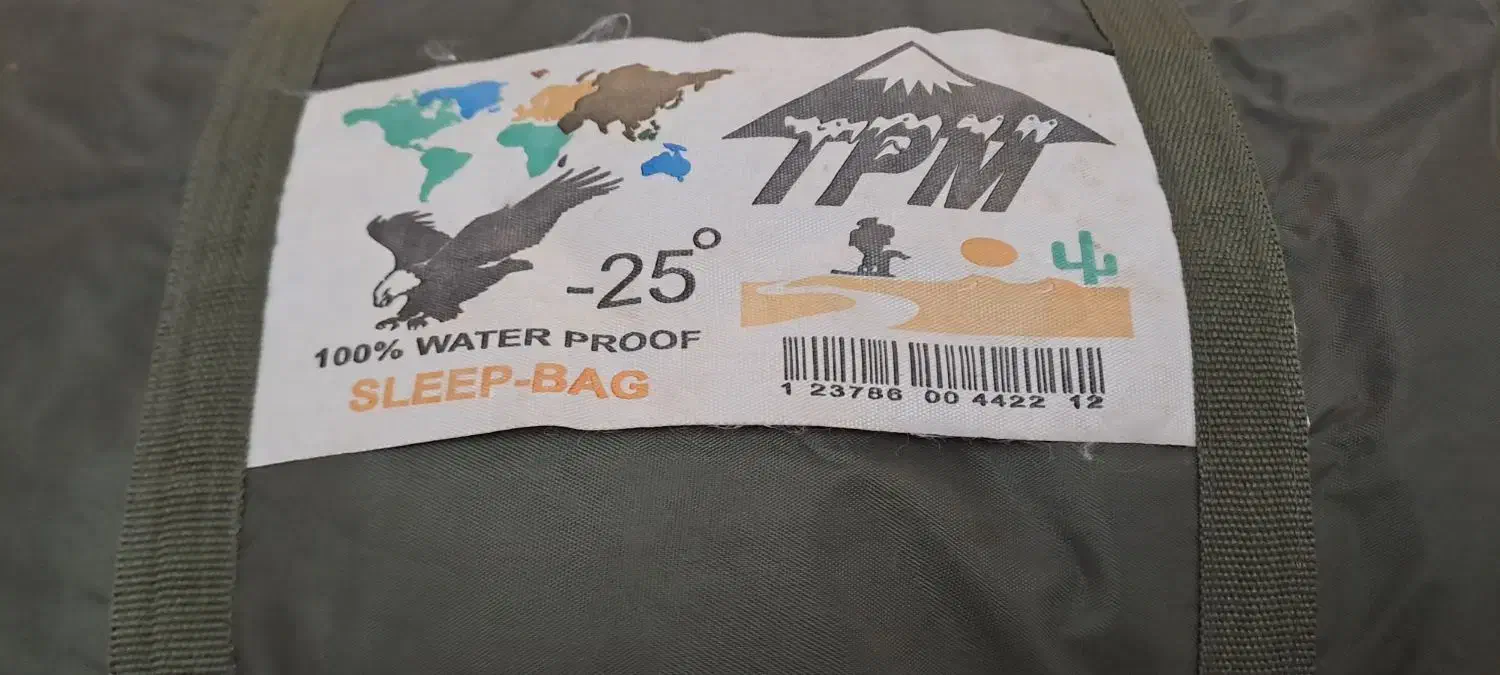 TPM
-25°
100% WATER PROOF
SLEEP-BAG
1 23786 00 4422 12